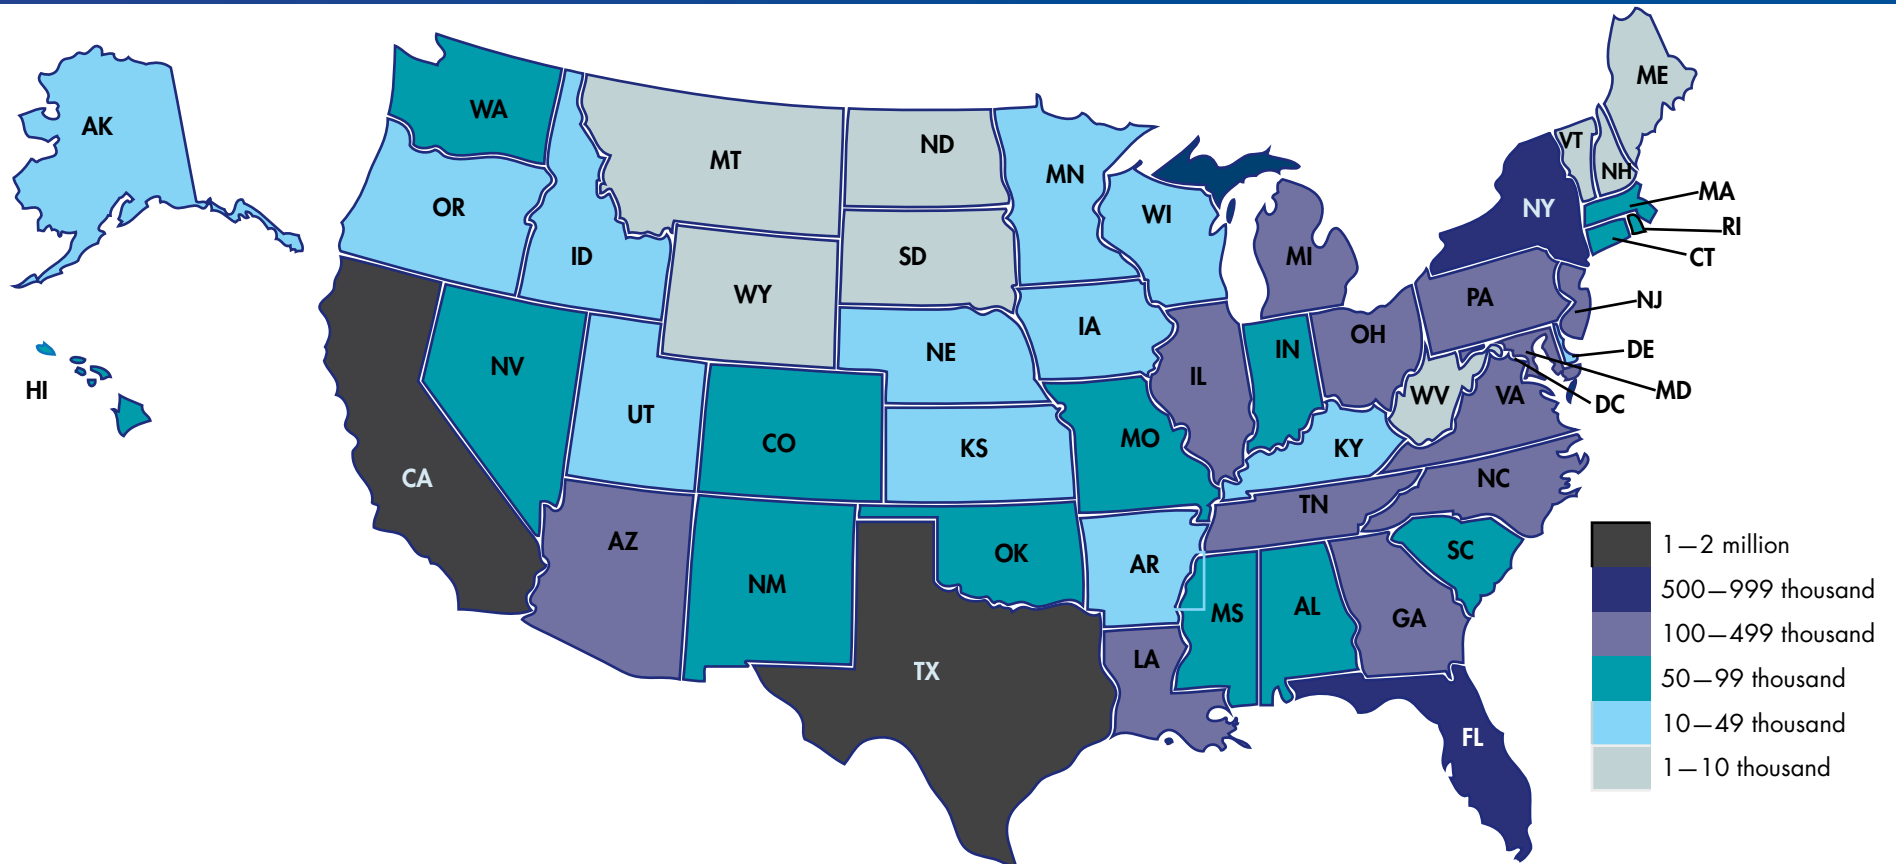 ME
AK
WA
VT
ND
MT
NH
MN
MA
OR
NY
WI
RI
ID
SD
MI
CT
WY
PA
NJ
IA
OH
NE
IN
DE
NV
IL
HI
MD
WV
VA
DC
UT
MO
CO
KS
KY
CA
NC
TN
AZ
SC
OK
AR
NM
MS
AL
GA
LA
TX
FL
1—2 million
500—999 thousand
100—499 thousand
50—99 thousand
10—49 thousand
1—10 thousand